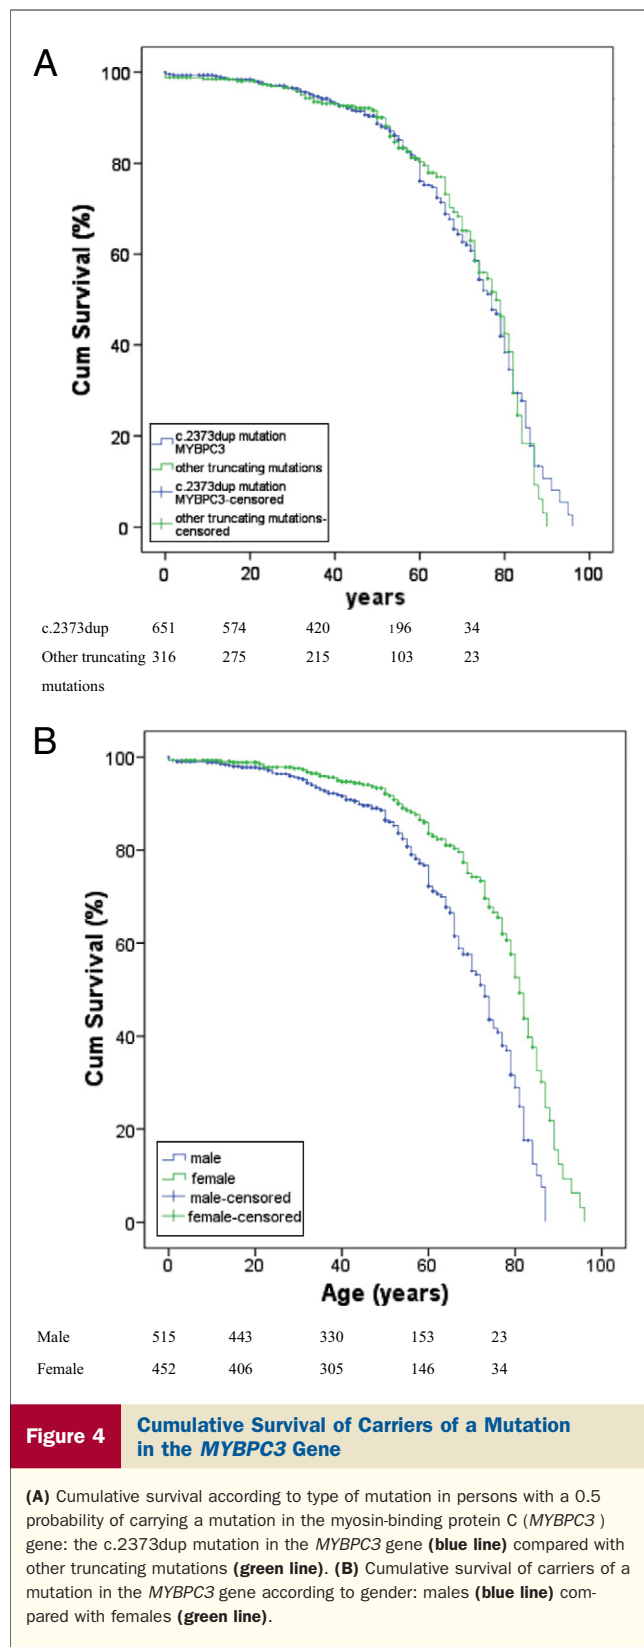 A
Cum Survival (%)
100
80
60
40
20
0
c.2373dup mutation
MYBPC3
other truncating mutations
c.2373dup mutation
MYBPC3-censored
other truncating mutations-
censored
0 20 40 60 80 100
years
c.2373dup 651 574 420 196 34
Other truncating 316 275 215 103 23
mutations
B
Cum Survival (%)
100
80
60
40
20
0
male
female
male-censored
female-censored
0 20 40 60 80 100
Age (years)
Male 515 443 330 153 23
Female 452 406 305 146 34
Figure 4
Cumulative Survival of Carriers of a Mutation
in the MYBPC3 Gene
(A) Cumulative survival according to type of mutation in persons with a 0.5
probability of carrying a mutation in the myosin-binding protein C (MYBPC3 )
gene: the c.2373dup mutation in the MYBPC3 gene (blue line) compared with
other truncating mutations (green line). (B) Cumulative survival of carriers of a
mutation in the MYBPC3 gene according to gender: males (blue line) com-
pared with females (green line).